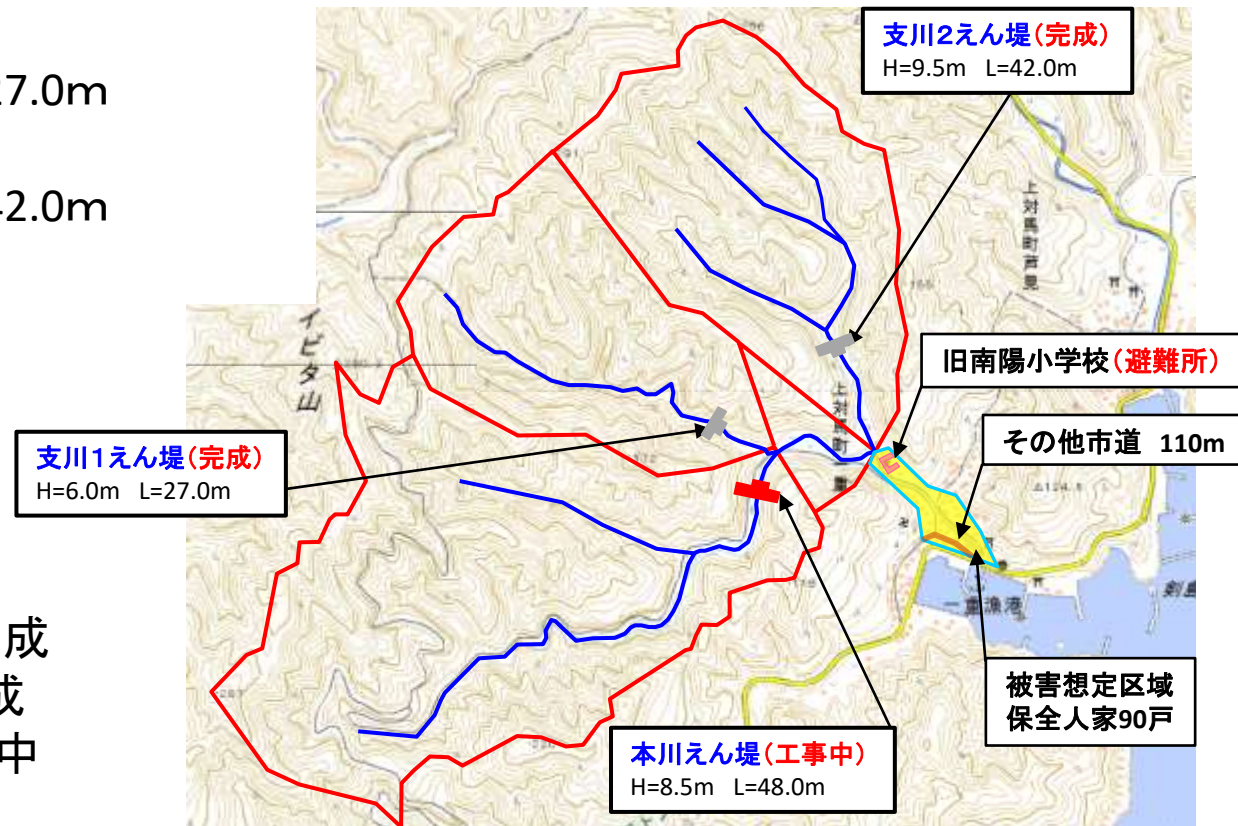 27.0m
42.0m
成
成
中
支川2えん堤(完成)
H=9.5m L=42.0m
上対馬町芦見
イビタ山
旧南陽小学校(避難所)
その他市道 110m
支川1えん堤(完成)
H=6.0m L=27.0m
上対馬町一重
一重漁港
被害想定区域
保全人家90戸
本川えん堤(工事中)
H=8.5m L=48.0m